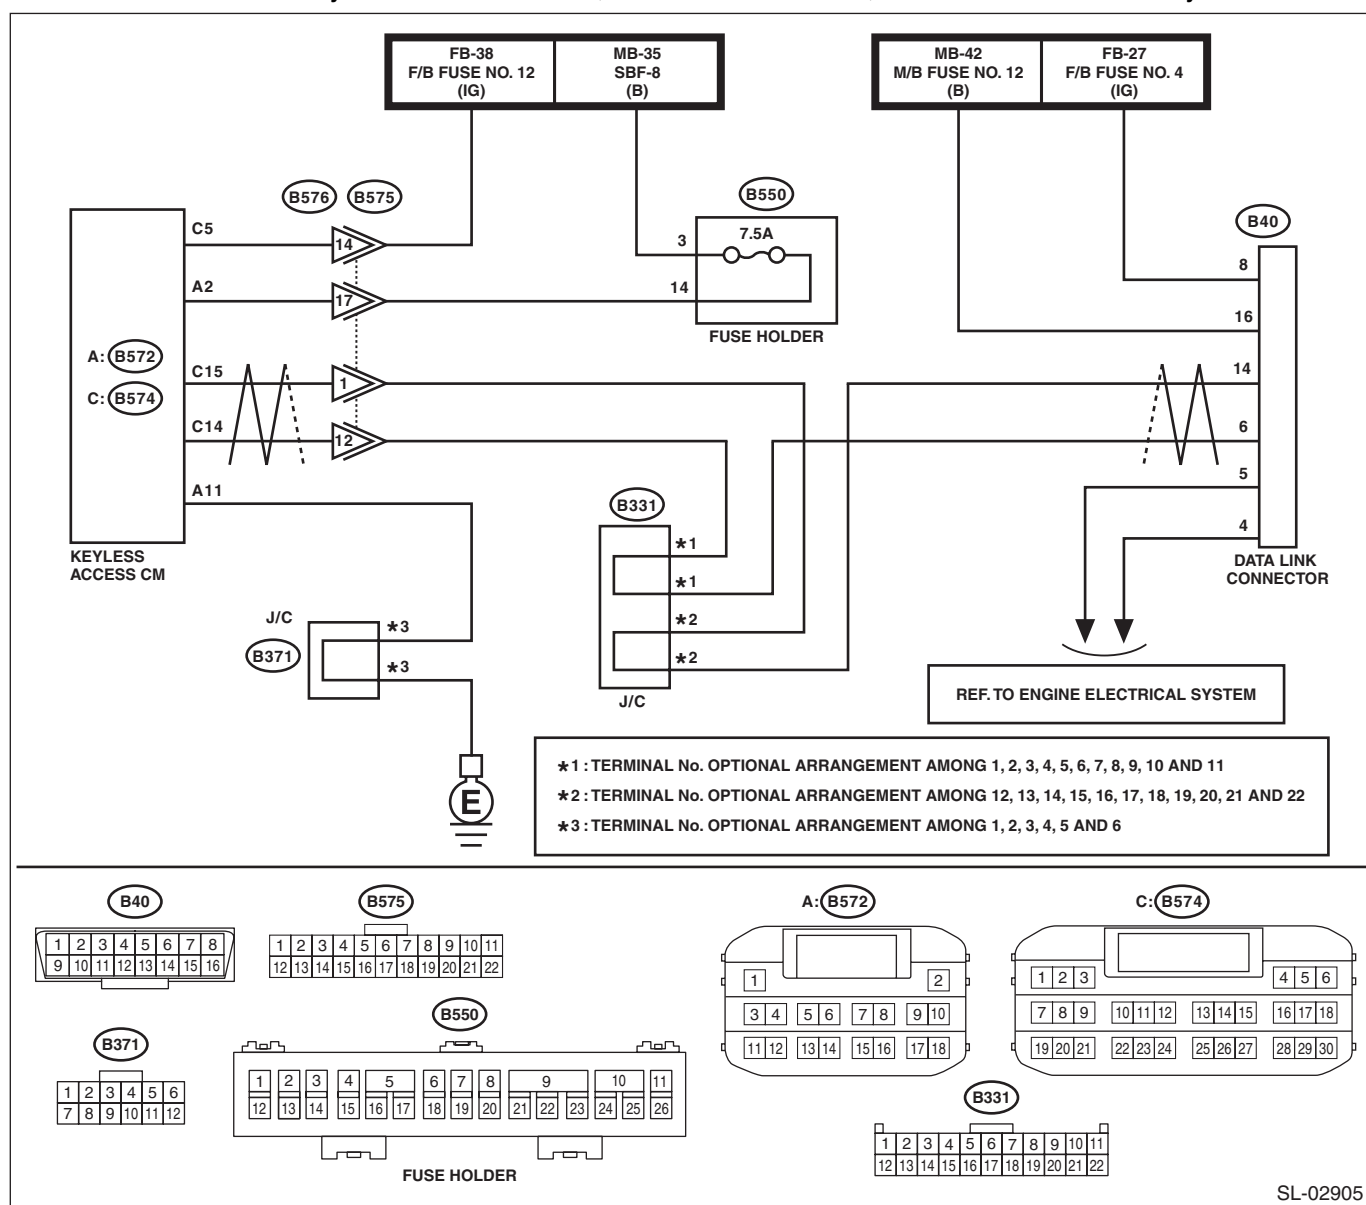 FB-38
F/B FUSE NO. 12
(IG)
MB-35
SBF-8
(B)
MB-42
M/B FUSE NO. 12
(B)
FB-27
F/B FUSE NO. 4
(IG)
B576
B575
B550
B40
C5
14
3
7.5A
8
A2
17
14
FUSE HOLDER
16
A: B572
C: B574
C15
1
14
C14
12
6
A11
5
4
B331
KEYLESS
ACCESS CM
DATA LINK
CONNECTOR
*1
*1
*2
*2
J/C
J/C
B371
*3
*3
E
REF. TO ENGINE ELECTRICAL SYSTEM
*1 : TERMINAL No. OPTIONAL ARRANGEMENT AMONG 1, 2, 3, 4, 5, 6, 7, 8, 9, 10 AND 11
*2 : TERMINAL No. OPTIONAL ARRANGEMENT AMONG 12, 13, 14, 15, 16, 17, 18, 19, 20, 21 AND 22
*3 : TERMINAL No. OPTIONAL ARRANGEMENT AMONG 1, 2, 3, 4, 5 AND 6
B40
1 2 3 4 5 6 7 8
9 10 11 12 13 14 15 16
B575
1 2 3 4 5 6 7 8 9 10 11
12 13 14 15 16 17 18 19 20 21 22
A: B572
1 2
3 4 5 6 7 8 9 10
11 12 13 14 15 16 17 18
C: B574
1 2 3 4 5 6
7 8 9 10 11 12 13 14 15 16 17 18
19 20 21 22 23 24 25 26 27 28 29 30
B371
1 2 3 4 5 6
7 8 9 10 11 12
B550
1 2 3 4 5 6 7 8 9 10 11
12 13 14 15 16 17 18 19 20 21 22 23 24 25 26
FUSE HOLDER
B331
1 2 3 4 5 6 7 8 9 10 11
12 13 14 15 16 17 18 19 20 21 22
SL-02905